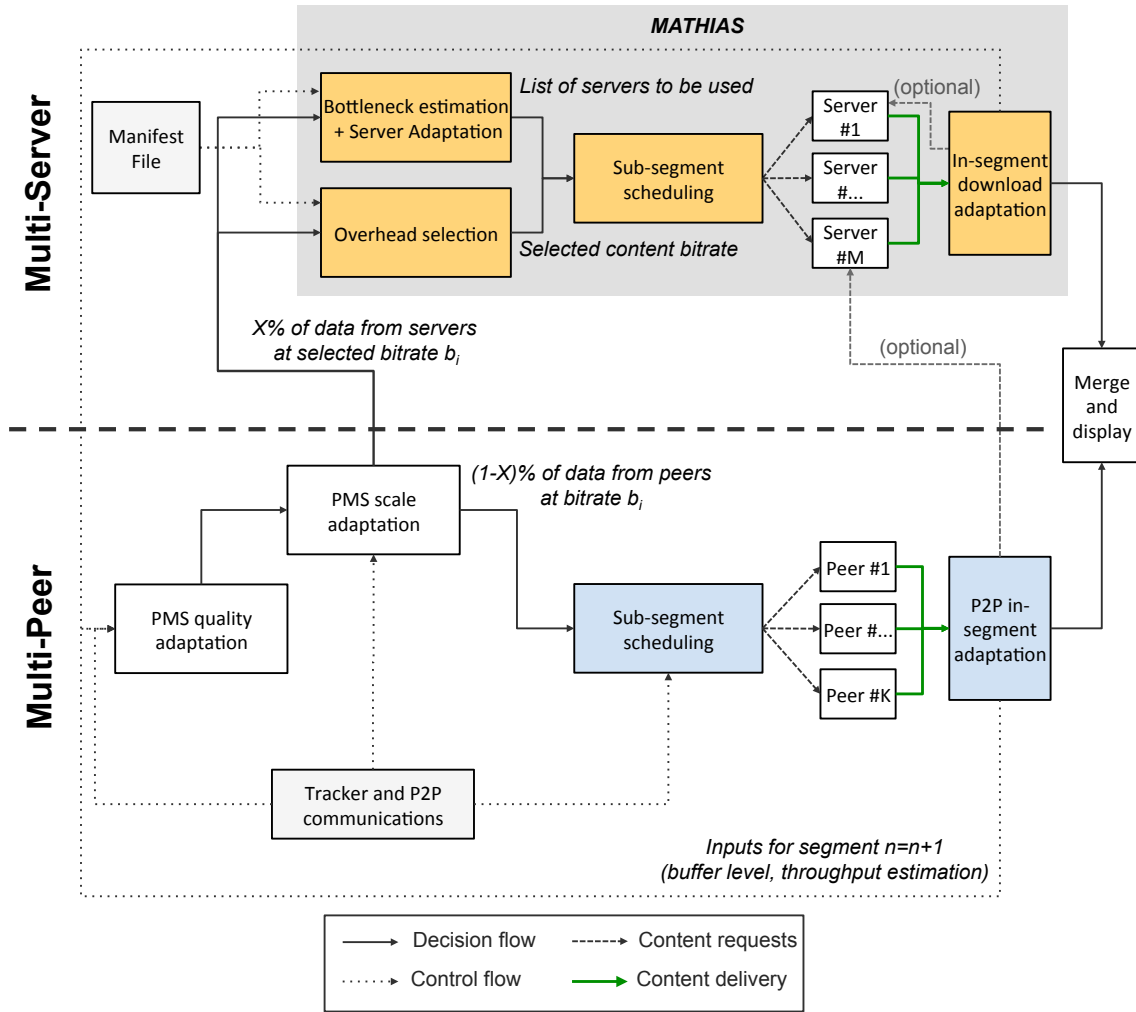 MATHIAS
Multi-Server
Manifest
File
Bottleneck estimation
+ Server Adaptation
List of servers to be used
Overhead selection
Selected content bitrate
Sub-segment
scheduling
(optional)
Server
#1
Server
#...
Server
#M
In-segment
download
adaptation
X% of data from servers
at selected bitrate bi
(optional)
Merge
and
display
Multi-Peer
PMS scale
adaptation
(1-X)% of data from peers
at bitrate bi
PMS quality
adaptation
Sub-segment
scheduling
Peer #1
Peer #...
Peer #K
P2P in-
segment
adaptation
Tracker and P2P
communications
Inputs for segment n=n+1
(buffer level, throughput estimation)
Decision flow
Content requests
Control flow
Content delivery